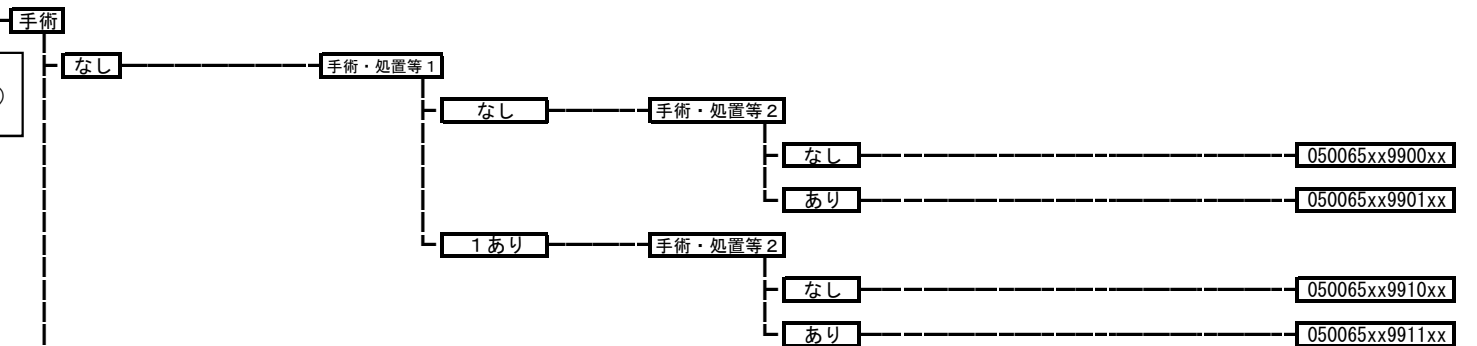 手術
なし 手術・処置等1
）
なし 手術・処置等2
なし 050065xx9900xx
あり 050065xx9901xx
1あり 手術・処置等2
なし 050065xx9910xx
あり 050065xx9911xx